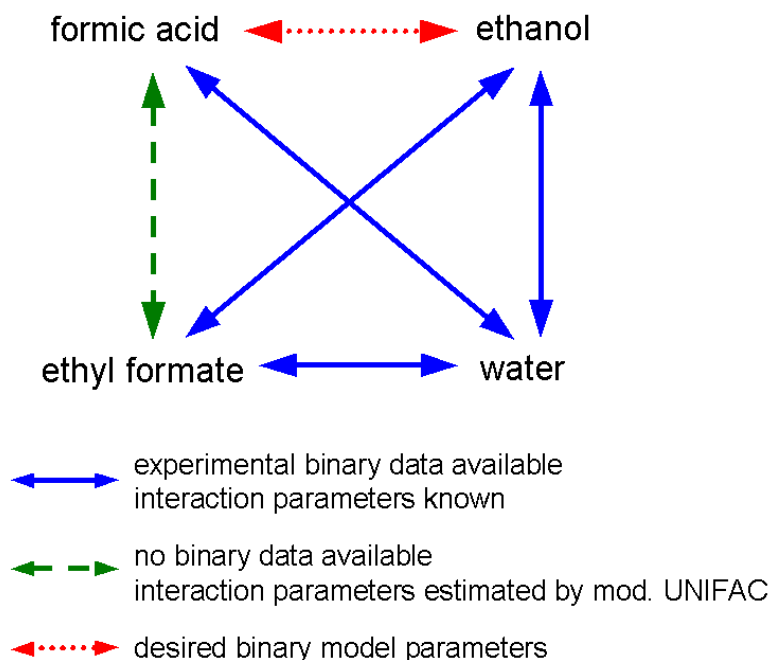 formic acid
ethanol
ethyl formate
water
experimental binary data available
interaction parameters known
no binary data available
interaction parameters estimated by mod. UNIFAC
desired binary model parameters